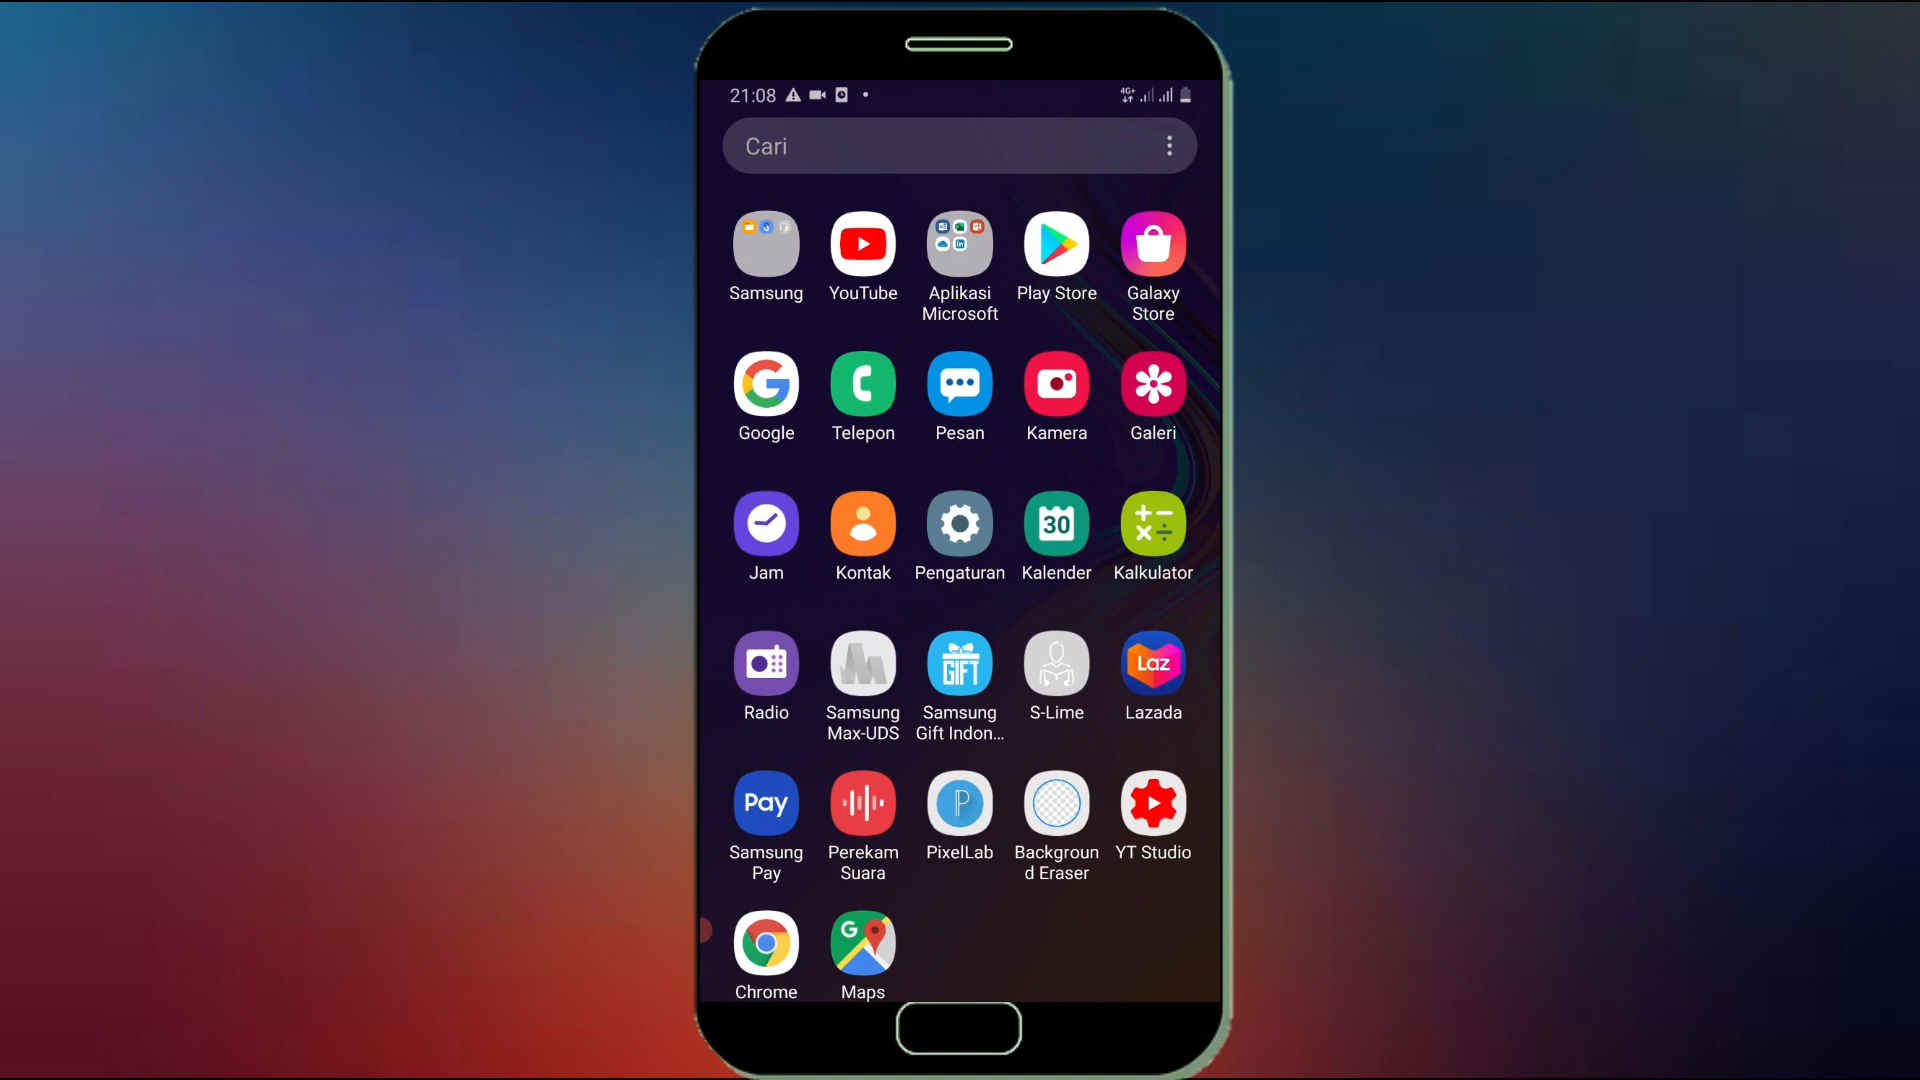 21:08
4G+
Cari
Samsung
YouTube
Aplikasi
Microsoft
Play Store
Galaxy
Store
Google
Telepon
Pesan
Kamera
Galeri
30
Jam
Kontak
Pengaturan
Kalender
Kalkulator
GIFT
Laz
Radio
Samsung
Max-UDS
Samsung
Gift Indon...
S-Lime
Lazada
Pay
P
Samsung
Pay
Perekam
Suara
PixelLab
Backgroun
d Eraser
YT Studio
G
Chrome
Maps